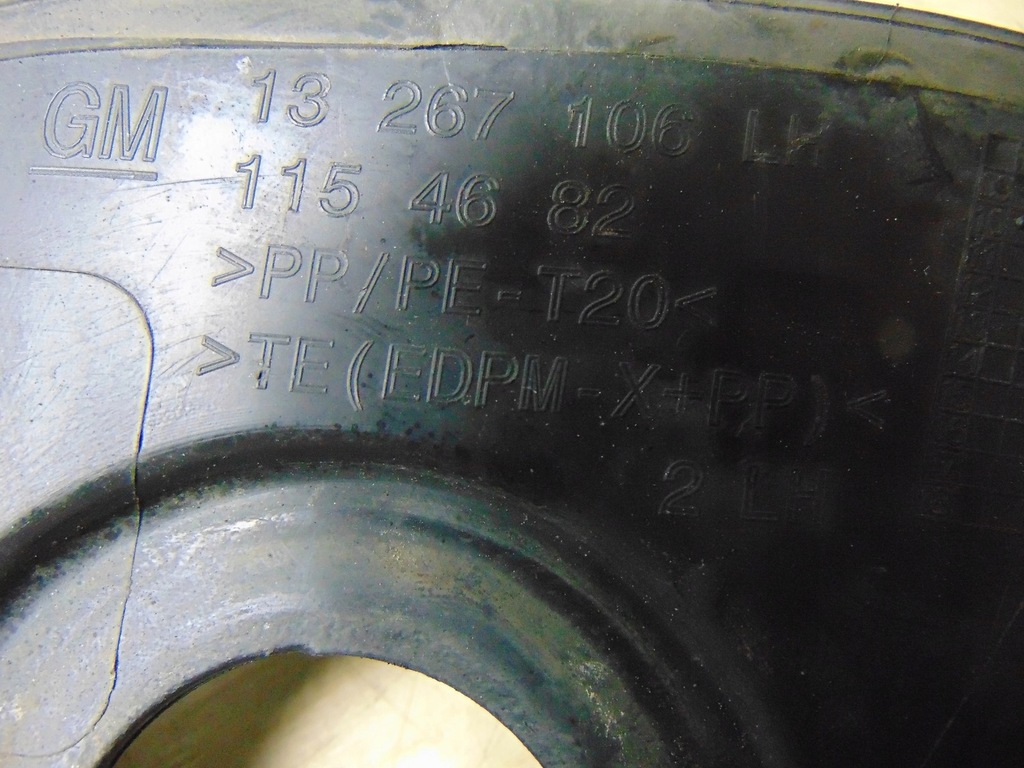 GM 13 267 106 LH
115 46 82
>PP/PE-T20<
>TE(EDPM-X+PP)<
2 LH